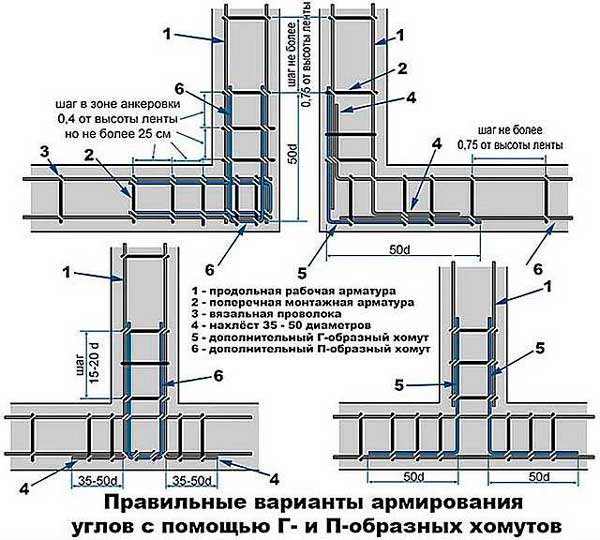 1
1
6
2
4
шаг не более
0,75 от высоты ленты
шаг в зоне анкеровки
0,4 от высоты ленты
но не более 25 см
шаг не более
0,75 от высоты ленты
3
2
50d
4
6
5
50d
6
1
1 - продольная рабочая арматура
2 - поперечная монтажная арматура
3 - вязальная проволока
4 - нахлёст 35 - 50 диаметров
5 - дополнительный Г-образный хомут
6 - дополнительный П-образный хомут
1
шаг
15-20 d
6
5
5
4
35-50d
35-50d
4
50d
50d
Правильные варианты армирования
углов с помощью Г- и П-образных хомутов